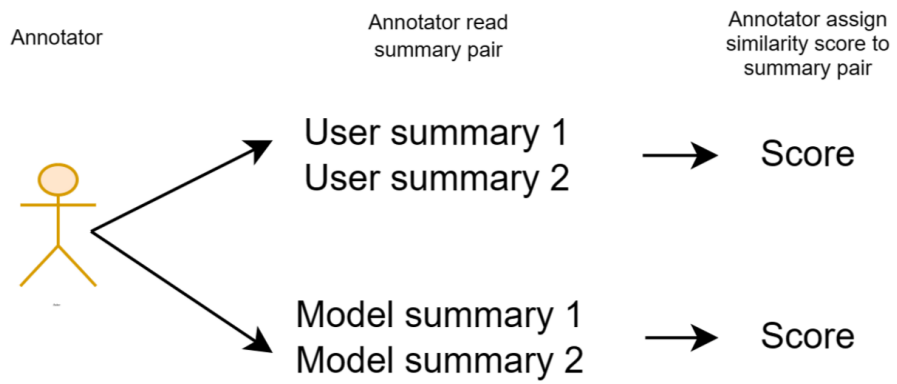 Annotator
Annotator read
summary pair
Annotator assign
similarity score to
summary pair
User summary 1
User summary 2
Score
Model summary 1
Model summary 2
Score